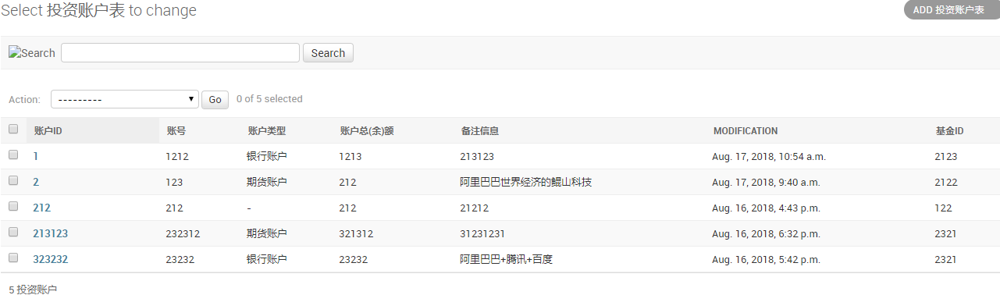 Select 投资账户表 to change
ADD 投资账户表
Search Search
Action: --------- Go 0 of 5 selected
账户ID 账号 账户类型 账户总(余)额 备注信息 MODIFICATION 基金ID
1 1212 银行账户 1213 213123 Aug. 17, 2018, 10:54 a.m. 2123
2 123 期货账户 212 阿里巴巴世界经济的鲲山科技 Aug. 17, 2018, 9:40 a.m. 2122
212 212 - 212 21212 Aug. 16, 2018, 4:43 p.m. 122
213123 232312 期货账户 321312 31231231 Aug. 16, 2018, 6:32 p.m. 2321
323232 23232 银行账户 23232 阿里巴巴+腾讯+百度 Aug. 16, 2018, 5:42 p.m. 2321
5 投资账户